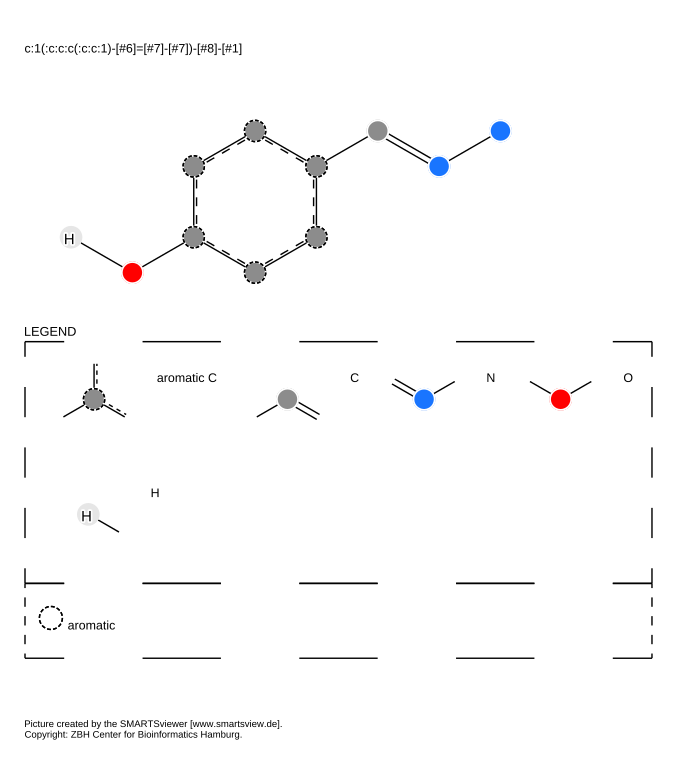 c:1(:c:c:c(:c:c:1)-[#6]=[#7]-[#7])-[#8]-[#1]
H
LEGEND
aromatic C
C
N
O
H
H
aromatic
Picture created by the SMARTSviewer [www.smartsview.de].
Copyright: ZBH Center for Bioinformatics Hamburg.